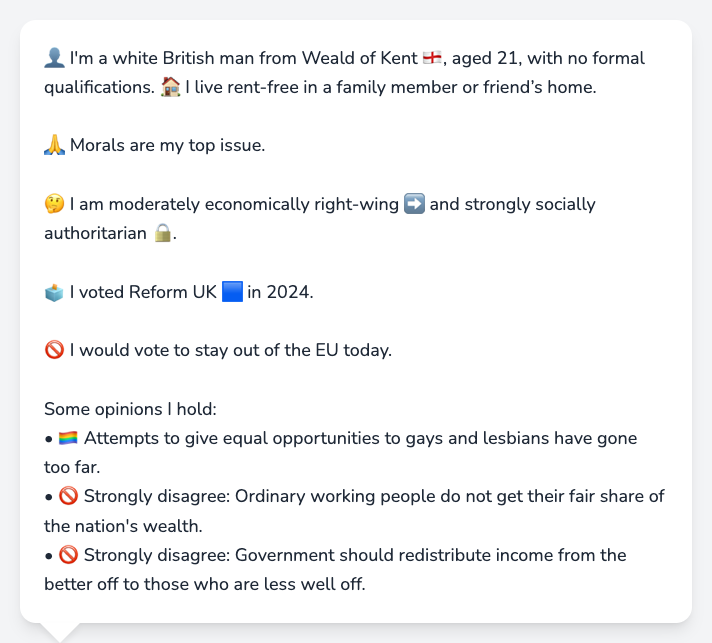 👤 I'm a white British man from Weald of Kent 🏴󠁧󠁢󠁥󠁮󠁧󠁿, aged 21, with no formal
qualifications. 🏠 I live rent-free in a family member or friend’s home.
🙏 Morals are my top issue.
🤔 I am moderately economically right-wing ➡️ and strongly socially
authoritarian 🔒.
🗳️ I voted Reform UK 🟦 in 2024.
🚫 I would vote to stay out of the EU today.
Some opinions I hold:
• 🏳️‍🌈 Attempts to give equal opportunities to gays and lesbians have gone
too far.
• 🚫 Strongly disagree: Ordinary working people do not get their fair share of
the nation's wealth.
• 🚫 Strongly disagree: Government should redistribute income from the
better off to those who are less well off.